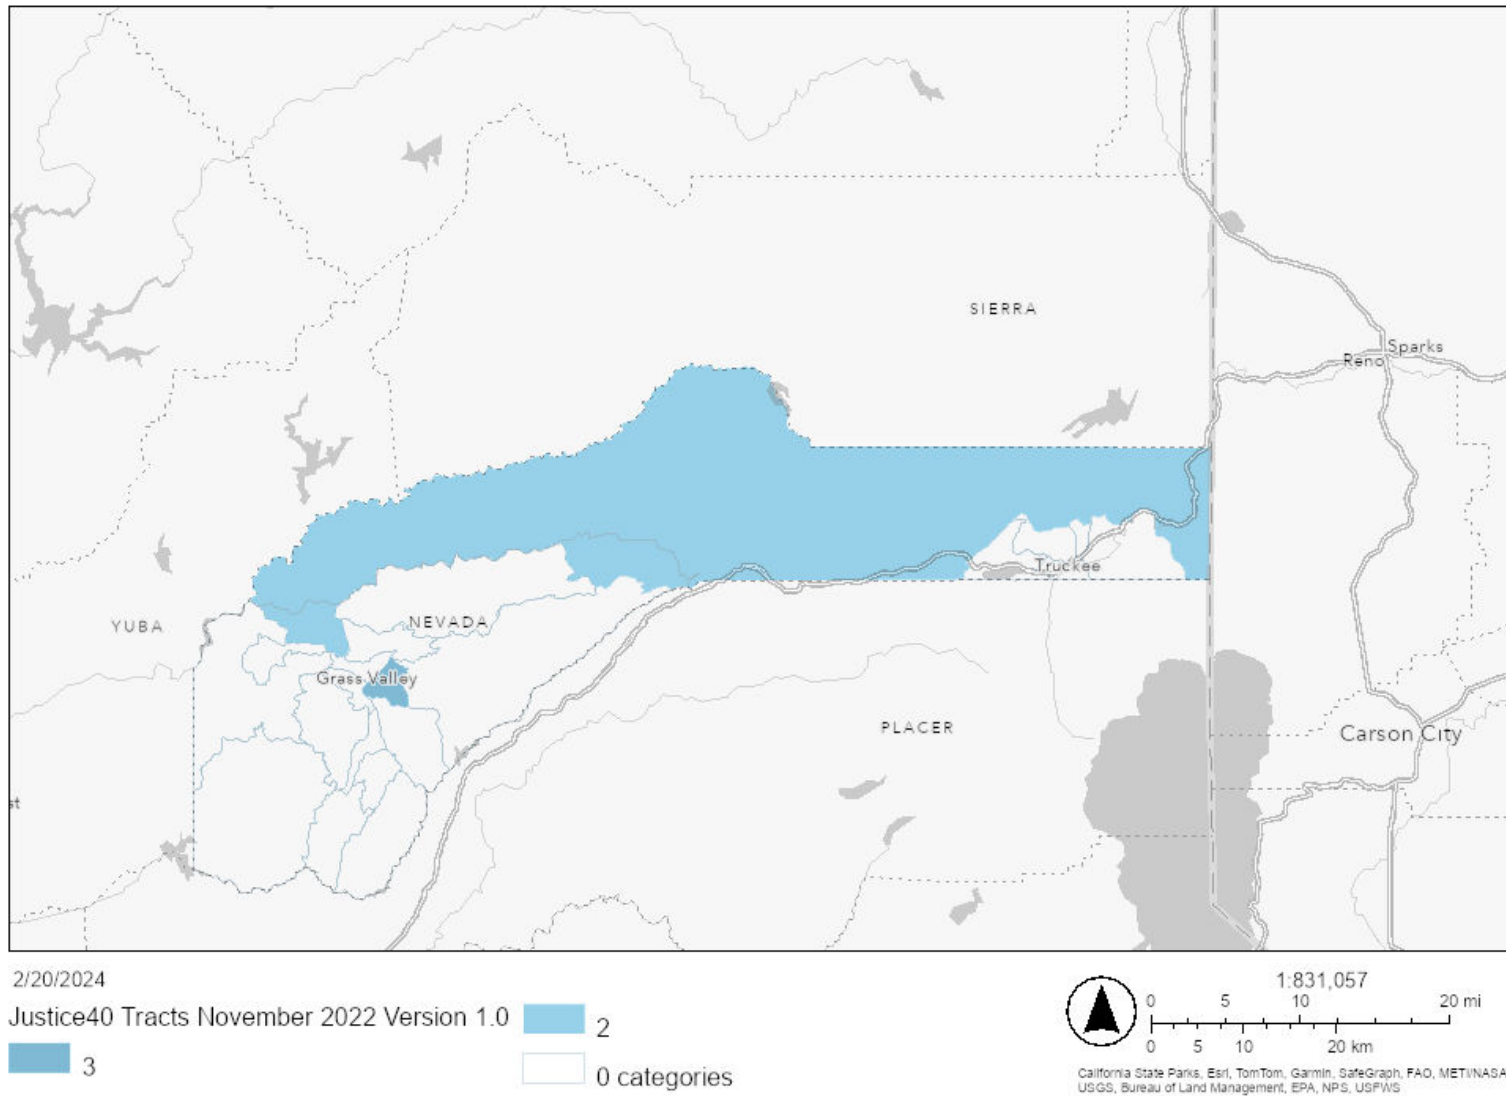 SIERRA
Sparks
Reno
Truckee
YUBA
NEVADA
Grass Valley
PLACER
Carson City
st
2/20/2024
Justice40 Tracts November 2022 Version 1.0
3
2
0 categories
1:831,057
0 5 10 20 mi
0 5 10 20 km
California State Parks, Esri, TomTom, Garmin, SafeGraph, FAO, METI/NASA
USGS, Bureau of Land Management, EPA, NPS, USFWS